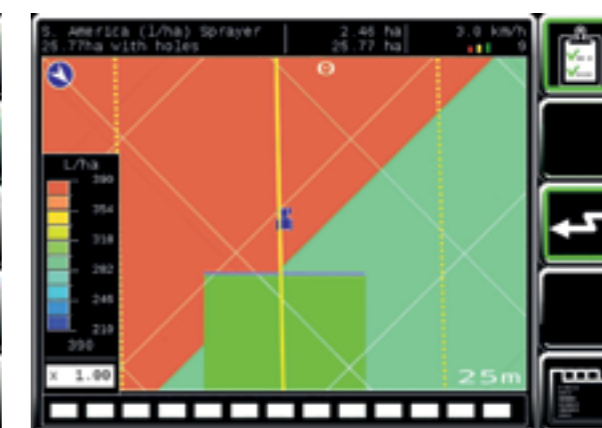 S. America (l/ha) Sprayer
25.77ha with holes
2.46 ha
25.77 ha
3.0 km/h
9
L/ha
390
354
318
282
246
210
390
x 1.00
25m